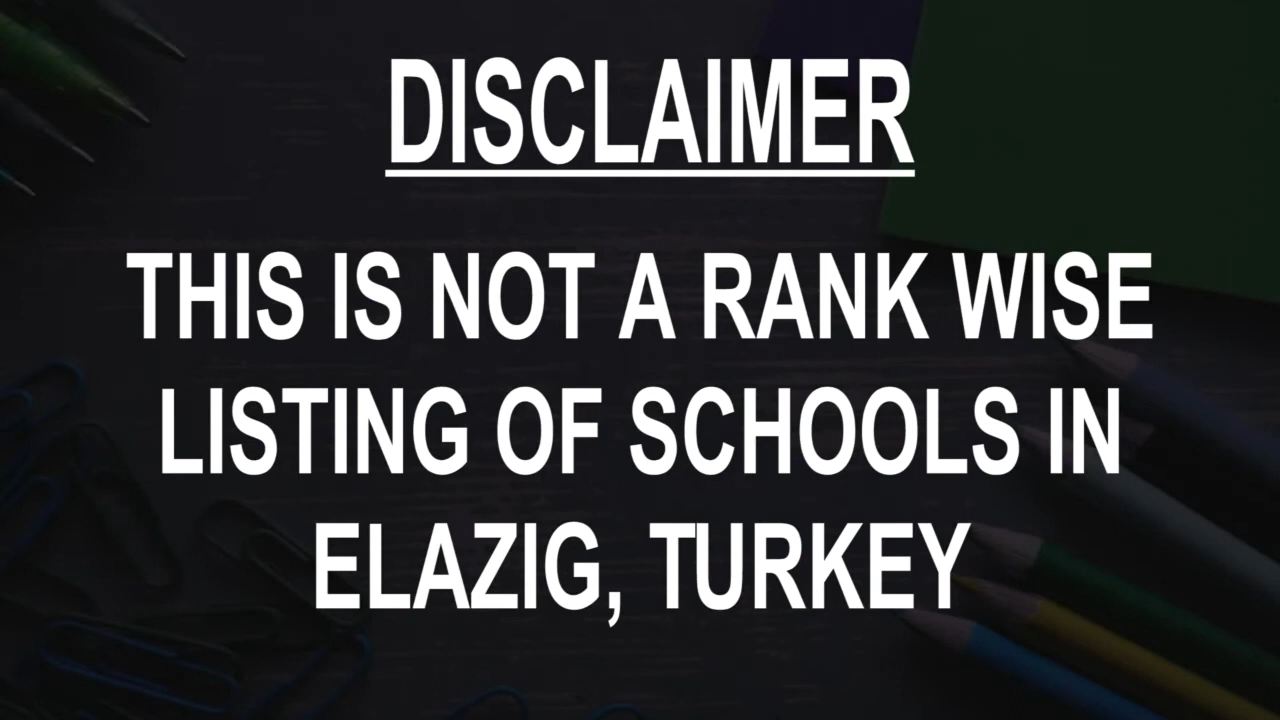 DISCLAIMER
THIS IS NOT A RANK WISE
LISTING OF SCHOOLS IN
ELAZIG, TURKEY